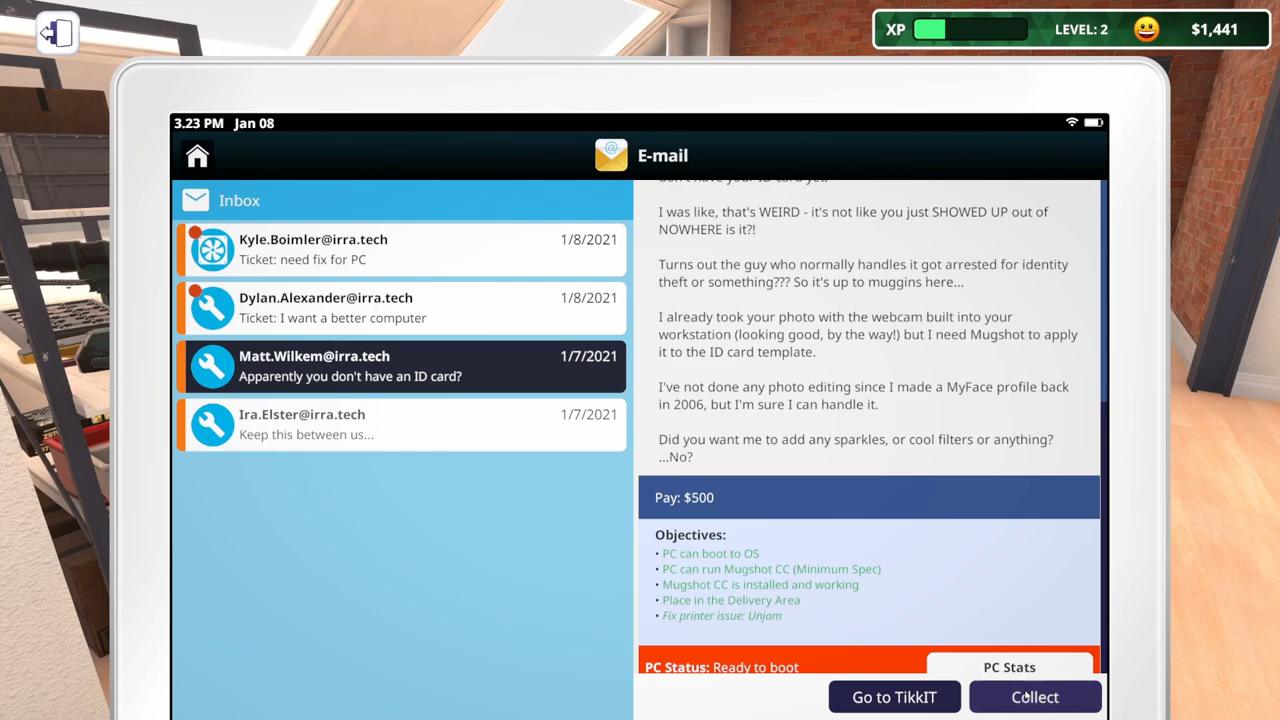 XP
LEVEL: 2
$1,441
3.23 PM Jan 08
E-mail
Inbox
Kyle.Boimler@irra.tech 1/8/2021
Ticket: need fix for PC
Dylan.Alexander@irra.tech 1/8/2021
Ticket: I want a better computer
Matt.Wilkem@irra.tech 1/7/2021
Apparently you don't have an ID card?
Ira.Elster@irra.tech 1/7/2021
Keep this between us...
don't have your ID card yet.
I was like, that's WEIRD - it's not like you just SHOWED UP out of
NOWHERE is it?!
Turns out the guy who normally handles it got arrested for identity
theft or something??? So it's up to muggins here...
I already took your photo with the webcam built into your
workstation (looking good, by the way!) but I need Mugshot to apply
it to the ID card template.
I've not done any photo editing since I made a MyFace profile back
in 2006, but I'm sure I can handle it.
Did you want me to add any sparkles, or cool filters or anything?
...No?
Pay: $500
Objectives:
• PC can boot to OS
• PC can run Mugshot CC (Minimum Spec)
• Mugshot CC is installed and working
• Place in the Delivery Area
• Fix printer issue: Unjam
PC Status: Ready to boot
PC Stats
Go to TikkIT
Collect